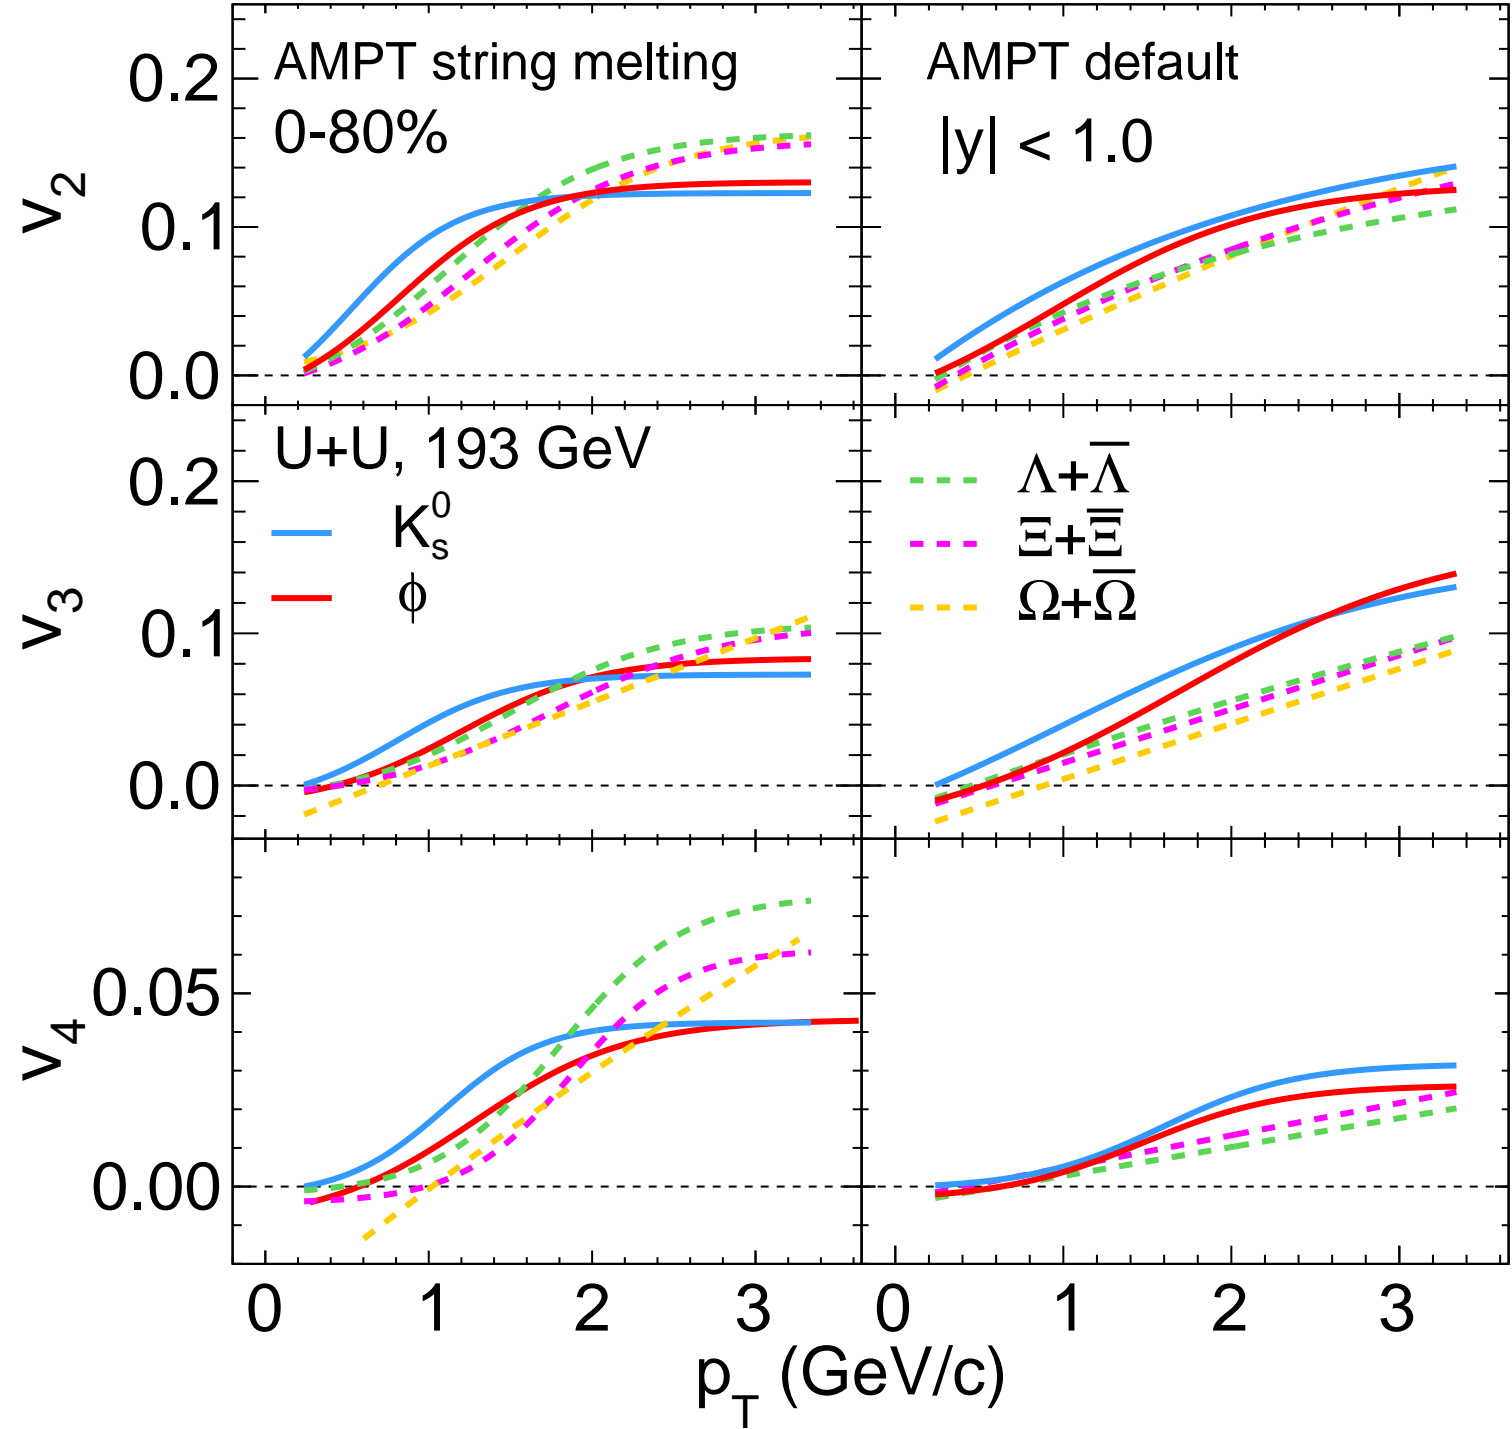 AMPT string melting
0-80%
v₂
0.2
0.1
0.0
AMPT default
|y| < 1.0
U+U, 193 GeV
K⁰ₛ
ϕ
v₃
0.2
0.1
0.0
Λ+Λ̅
Ξ+Ξ̅
Ω+Ω̅
v₄
0.05
0.00
0 1 2 3
0 1 2 3
p_T (GeV/c)